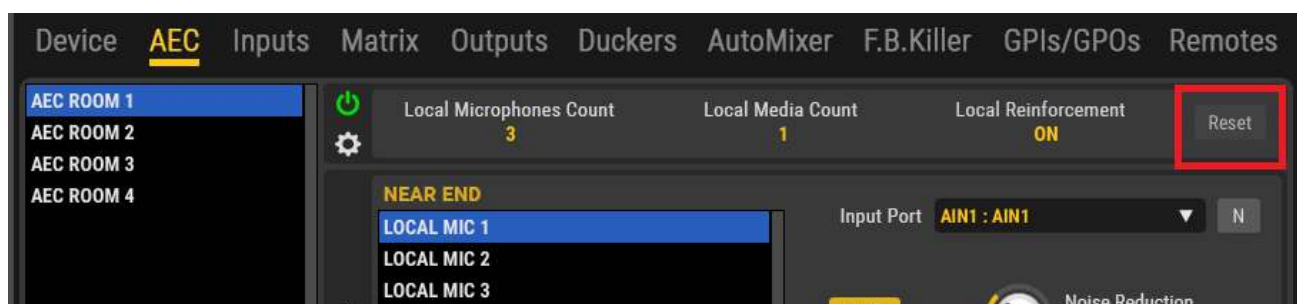 Device AEC Inputs Matrix Outputs Duckers AutoMixer F.B.Killer GPIs/GPOs Remotes
AEC ROOM 1
AEC ROOM 2
AEC ROOM 3
AEC ROOM 4
Local Microphones Count
3
Local Media Count
1
Local Reinforcement
ON
Reset
NEAR END
LOCAL MIC 1
LOCAL MIC 2
LOCAL MIC 3
Input Port AIN1 : AIN1 N
Noise Reduction